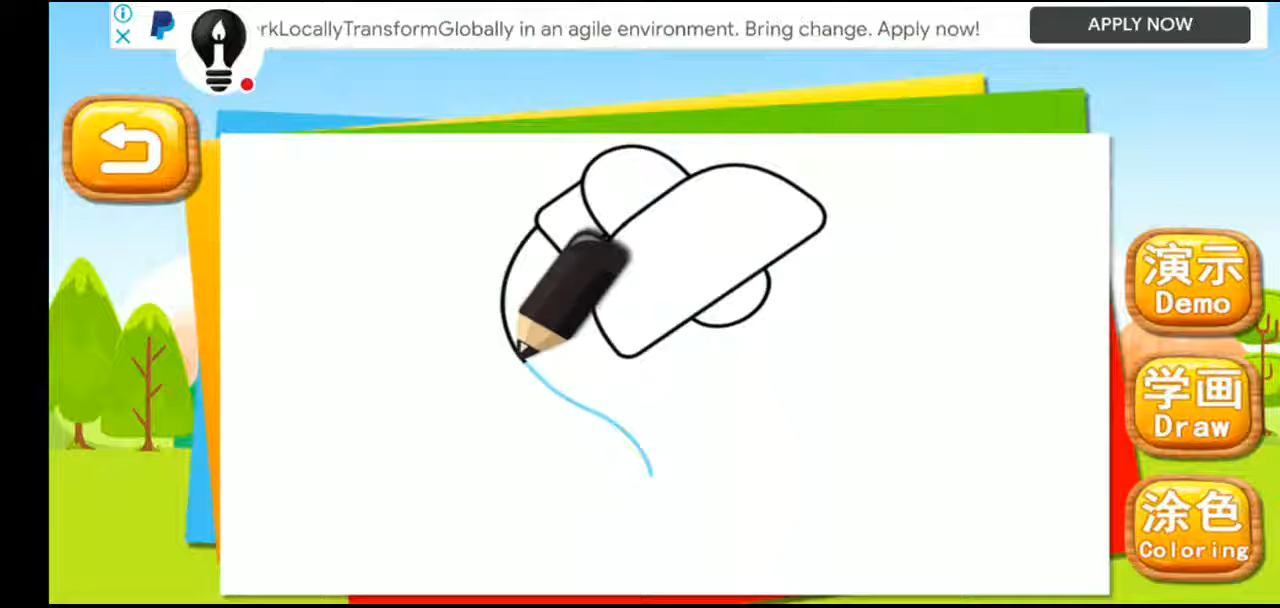 rkLocallyTransformGlobally in an agile environment. Bring change. Apply now!
APPLY NOW
演示
Demo
学画
Draw
涂色
Coloring